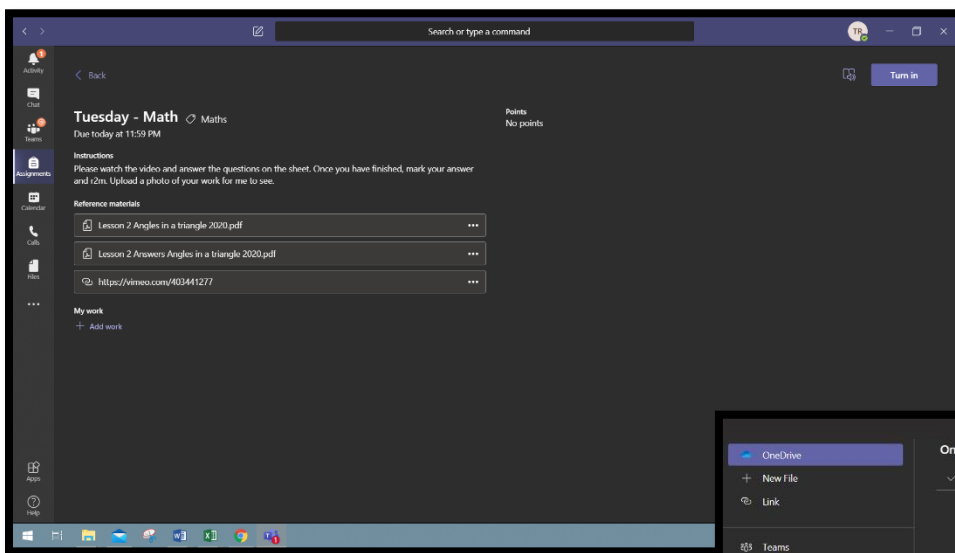 Search or type a command
TR
1
Activity
Chat
Teams
Assignments
Calendar
Calls
Files
Apps
Help
Back
Turn in
Tuesday - Math Maths
Due today at 11:59 PM
Points
No points
Instructions
Please watch the video and answer the questions on the sheet. Once you have finished, mark your answer
and r2m. Upload a photo of your work for me to see.
Reference materials
Lesson 2 Angles in a triangle 2020.pdf
Lesson 2 Answers Angles in a triangle 2020.pdf
https://vimeo.com/403441277
My work
+ Add work
OneDrive
+ New File
Link
Teams
On